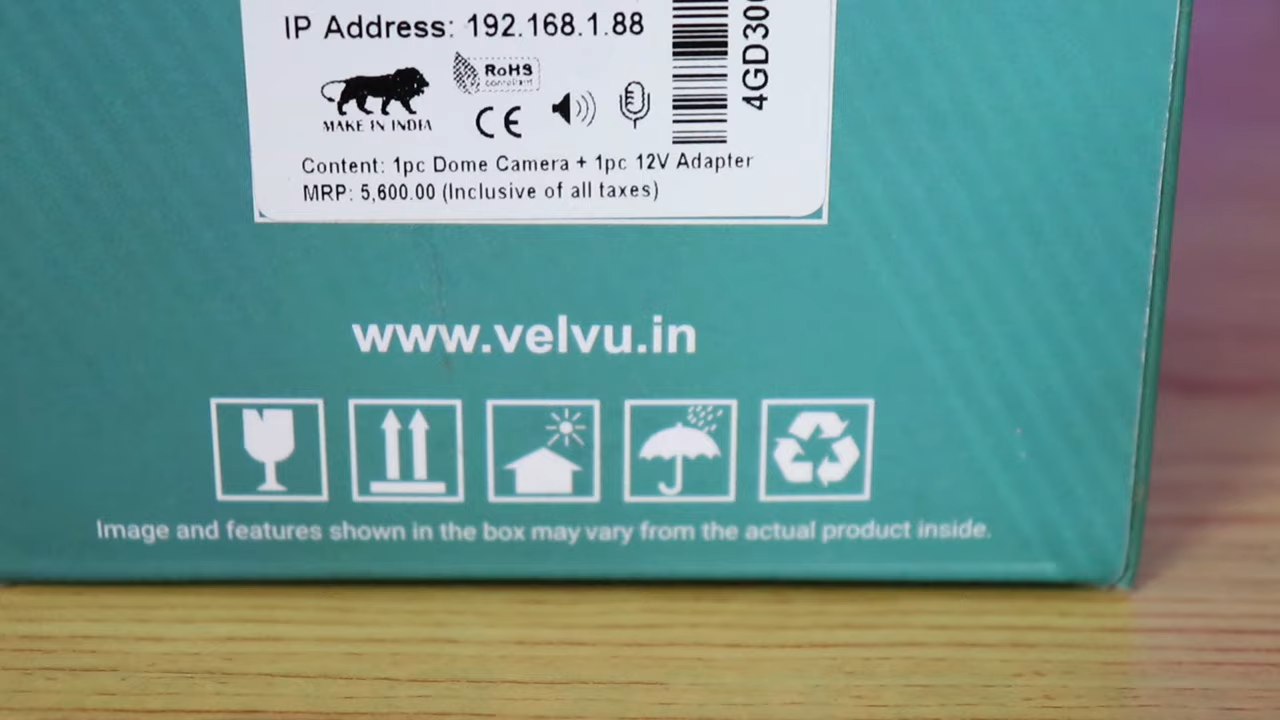 IP Address: 192.168.1.88
RoHS
compliant
MAKE IN INDIA
CE
Content: 1pc Dome Camera + 1pc 12V Adapter
MRP: 5,600.00 (Inclusive of all taxes)
www.velvu.in
Image and features shown in the box may vary from the actual product inside.